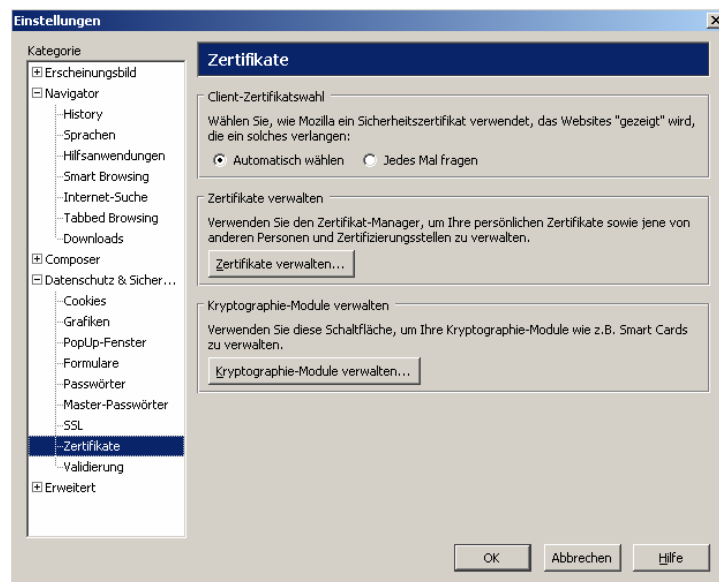 Einstellungen
Kategorie
Erscheinungsbild
Navigator
History
Sprachen
Hilfsanwendungen
Smart Browsing
Internet-Suche
Tabbed Browsing
Downloads
Composer
Datenschutz & Sicher...
Cookies
Grafiken
PopUp-Fenster
Formulare
Passwörter
Master-Passwörter
SSL
Zertifikate
Validierung
Erweitert
Zertifikate
Client-Zertifikatswahl
Wählen Sie, wie Mozilla ein Sicherheitszertifikat verwendet, das Websites "gezeigt" wird,
die ein solches verlangen:
Automatisch wählen Jedes Mal fragen
Zertifikate verwalten
Verwenden Sie den Zertifikat-Manager, um Ihre persönlichen Zertifikate sowie jene von
anderen Personen und Zertifizierungsstellen zu verwalten.
Zertifikate verwalten...
Kryptographie-Module verwalten
Verwenden Sie diese Schaltfläche, um Ihre Kryptographie-Module wie z.B. Smart Cards
zu verwalten.
Kryptographie-Module verwalten...
OK Abbrechen Hilfe